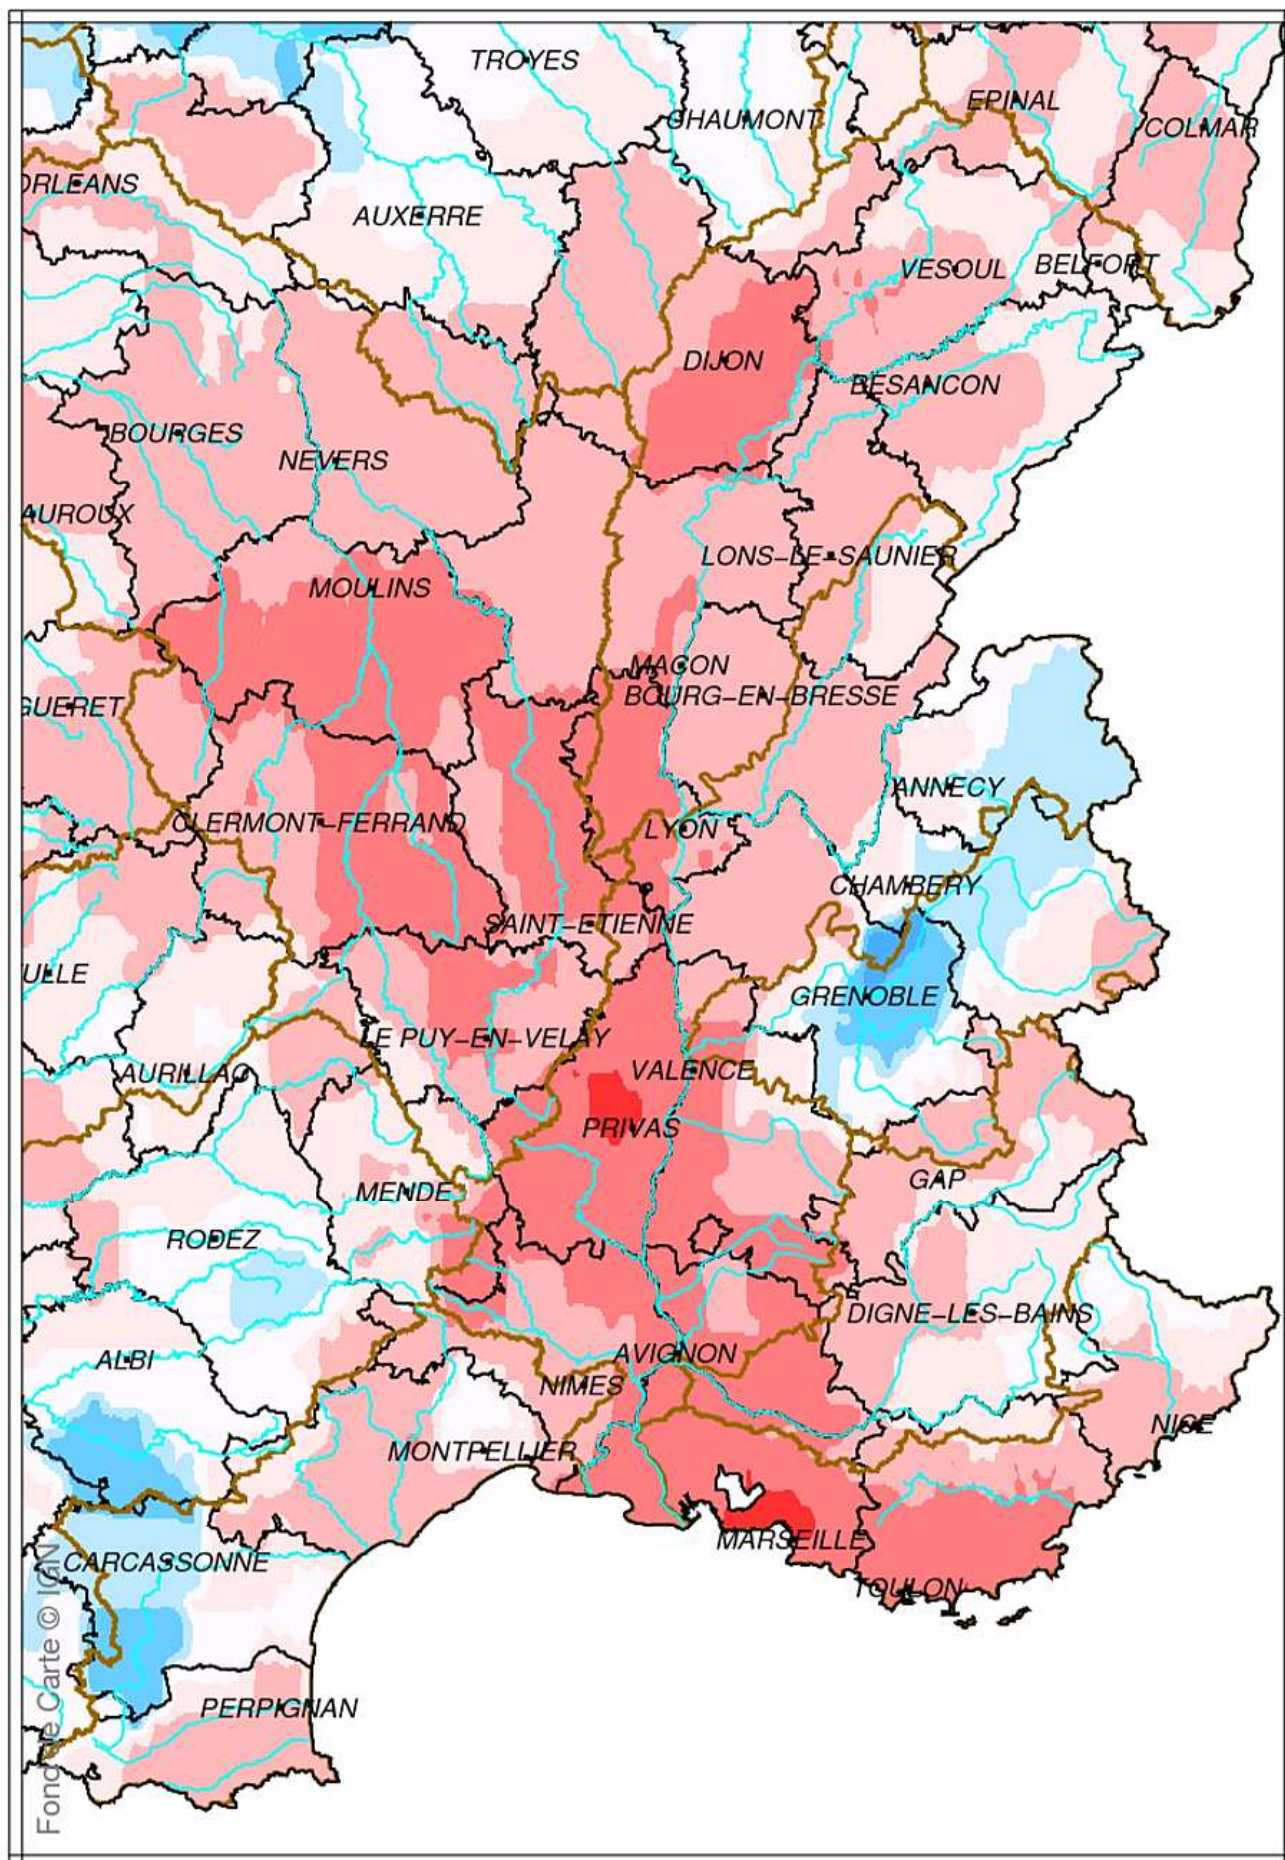 TROYES
EPINAL
CHAUMONT
COLMAR
ORLEANS
AUXERRE
VESOUL
BELFORT
DIJON
BESANCON
BOURGES
NEVERS
AUROUX
LONS-LE-SAUNIER
MOULINS
MACON
BOURG-EN-BRESSE
GUERET
ANNECY
CLERMONT-FERRAND
LYON
CHAMBERY
SAINT-ETIENNE
ULLE
GRENOBLE
LE PUY-EN-VELAY
AURILLAC
VALENCE
PRIVAS
GAP
MENDE
RODEZ
DIGNE-LES-BAINS
ALBI
AVIGNON
NIMES
NICE
MONTPELLIER
MARSEILLE
CARCASSONNE
TOULON
PERPIGNAN
Fond de Carte © IGN